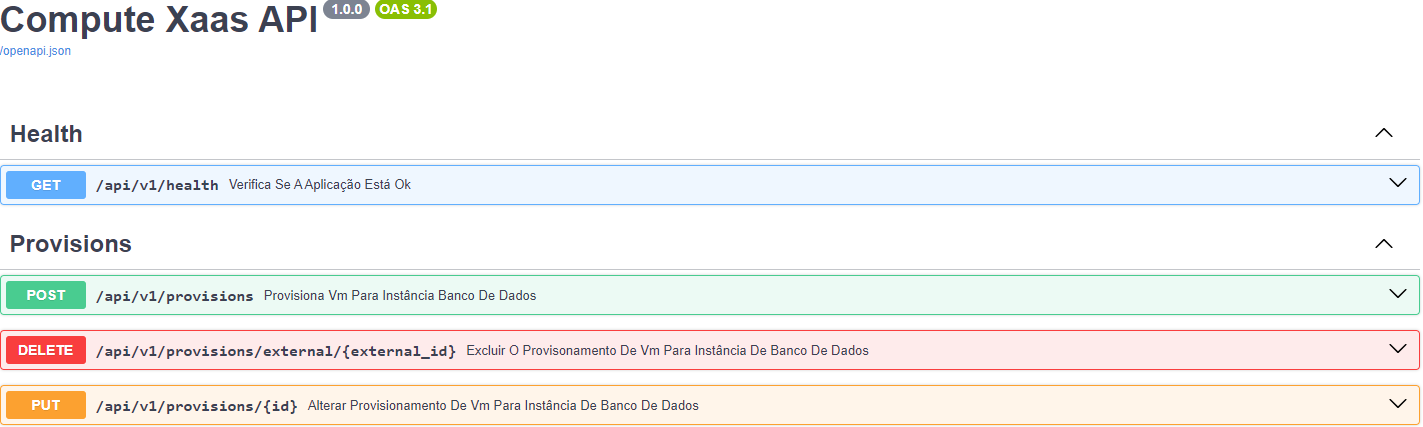 Compute Xaas API 1.0.0 OAS 3.1
/openapi.json
Health
GET /api/v1/health Verifica Se A Aplicação Está Ok
Provisions
POST /api/v1/provisions Provisiona Vm Para Instância Banco De Dados
DELETE /api/v1/provisions/external/{external_id} Excluir O Provisonamento De Vm Para Instância De Banco De Dados
PUT /api/v1/provisions/{id} Alterar Provisionamento De Vm Para Instância De Banco De Dados